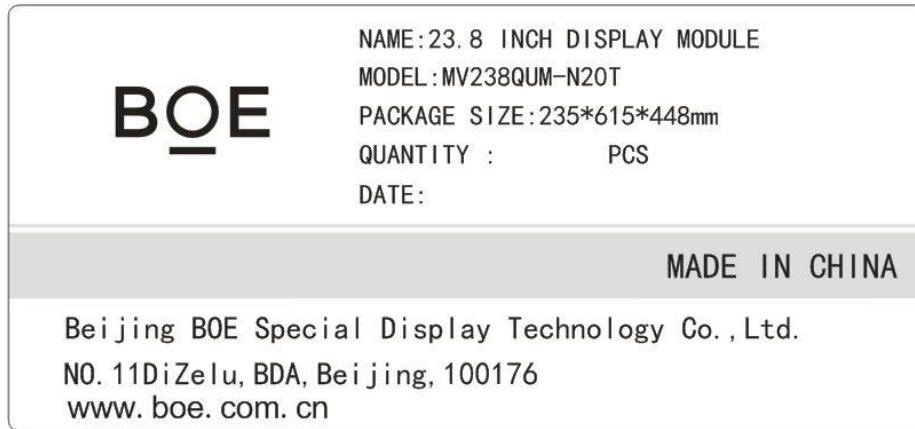 BOE
NAME:23.8 INCH DISPLAY MODULE
MODEL:MV238QUM-N20T
PACKAGE SIZE:235*615*448mm
QUANTITY : PCS
DATE:
MADE IN CHINA
Beijing BOE Special Display Technology Co.,Ltd.
NO.11DiZelu,BDA,Beijing,100176
www.boe.com.cn